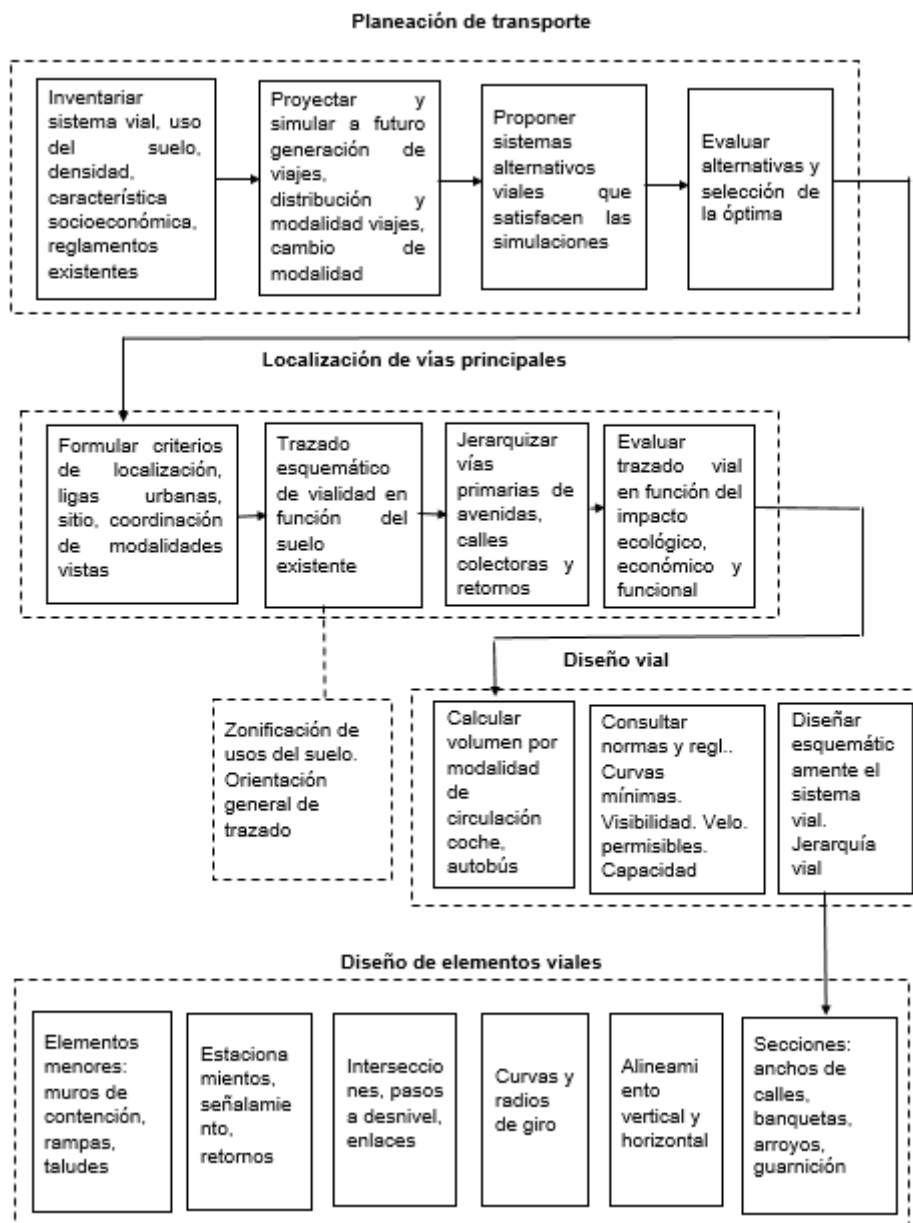 Planeación de transporte
Inventariar
sistema vial, uso
del suelo,
densidad,
característica
socioeconómica,
reglamentos
existentes
Proyectar y
simular a futuro
generación de
viajes,
distribución y
modalidad viajes,
cambio de
modalidad
Proponer
sistemas
alternativos
viales que
satisfacen las
simulaciones
Evaluar
alternativas y
selección de
la óptima
Localización de vías principales
Formular criterios
de localización,
ligas urbanas,
sitio, coordinación
de modalidades
vistas
Trazado
esquemático
de vialidad en
función del
suelo
existente
Jerarquizar
vías
primarias de
avenidas,
calles
colectoras y
retornos
Evaluar
trazado vial
en función del
impacto
ecológico,
económico y
funcional
Zonificación de
usos del suelo.
Orientación
general de
trazado
Diseño vial
Calcular
volumen por
modalidad
de
circulación
coche,
autobús
Consultar
normas y regl..
Curvas
mínimas.
Visibilidad. Velo.
permisibles.
Capacidad
Diseñar
esquemátic
amente el
sistema
vial.
Jerarquía
vial
Diseño de elementos viales
Elementos
menores:
muros de
contención,
rampas,
taludes
Estaciona
mientos,
señalamie
nto,
retornos
Interseccio
nes, pasos
a desnivel,
enlaces
Curvas y
radios
de giro
Alineami
ento
vertical y
horizontal
Secciones:
anchos de
calles,
banquetas,
arroyos,
guarnición